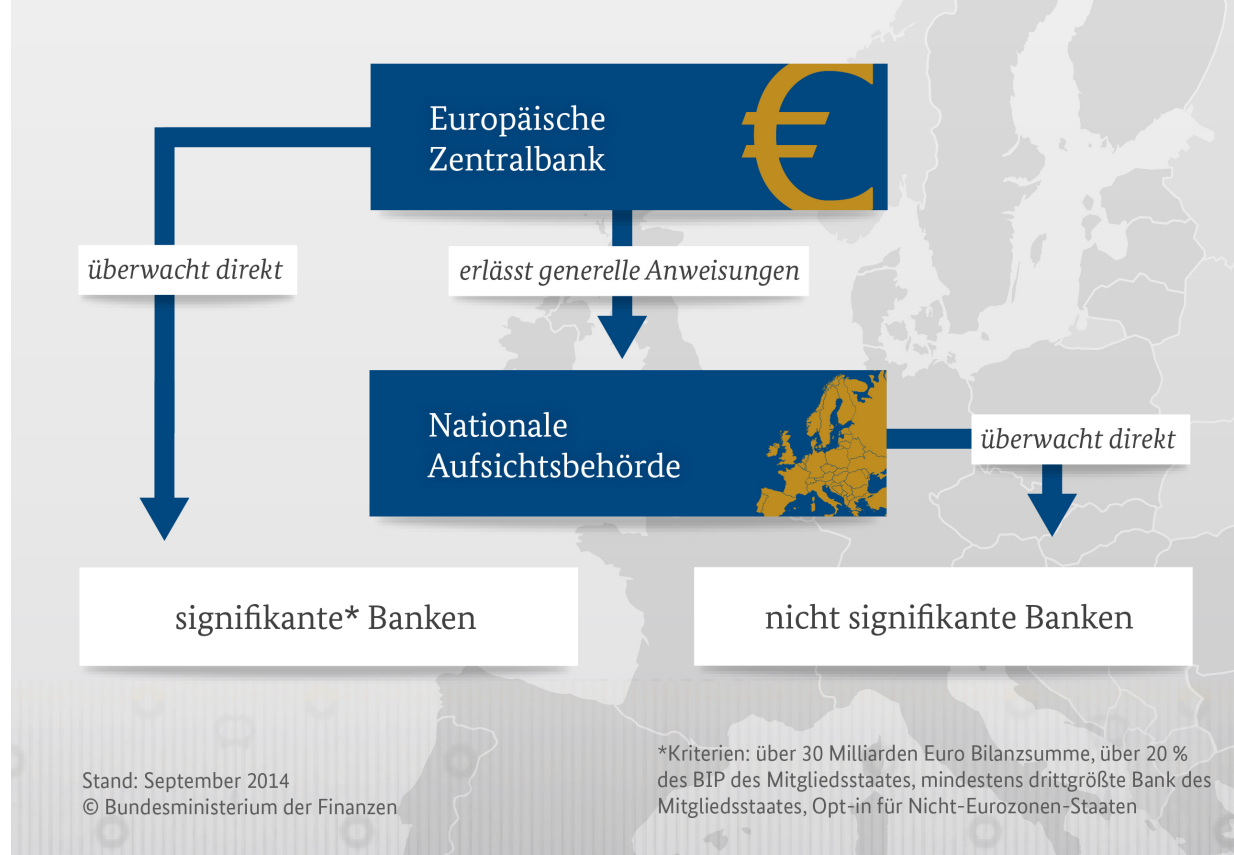 Europäische
Zentralbank
€
überwacht direkt
erlässt generelle Anweisungen
Nationale
Aufsichtsbehörde
überwacht direkt
signifikante* Banken
nicht signifikante Banken
Stand: September 2014
© Bundesministerium der Finanzen
*Kriterien: über 30 Milliarden Euro Bilanzsumme, über 20 %
des BIP des Mitgliedsstaates, mindestens drittgrößte Bank des
Mitgliedsstaates, Opt-in für Nicht-Eurozonen-Staaten